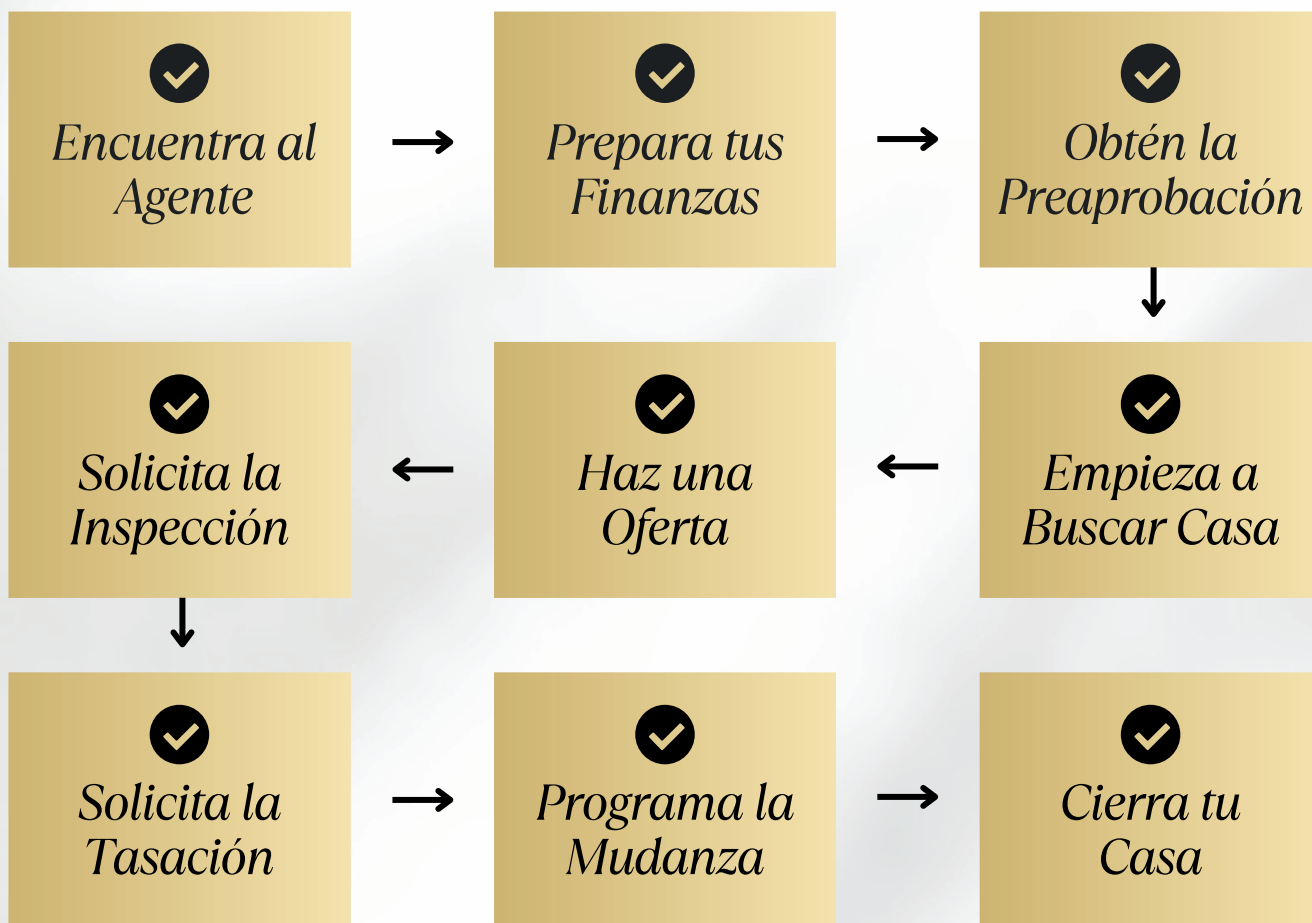 Encuentra al
Agente
Prepara tus
Finanzas
Obtén la
Preaprobación
Empieza a
Buscar Casa
Haz una
Oferta
Solicita la
Inspección
Solicita la
Tasación
Programa la
Mudanza
Cierra tu
Casa